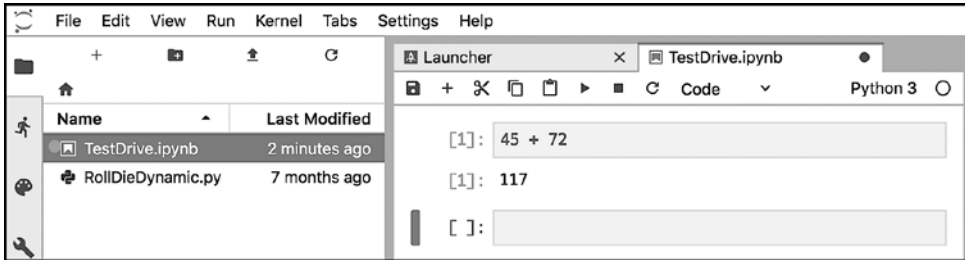 File Edit View Run Kernel Tabs Settings Help
Launcher
TestDrive.ipynb
Code
Python 3
Name Last Modified
TestDrive.ipynb 2 minutes ago
RollDieDynamic.py 7 months ago
[1]: 45 + 72
[1]: 117
[ ]: